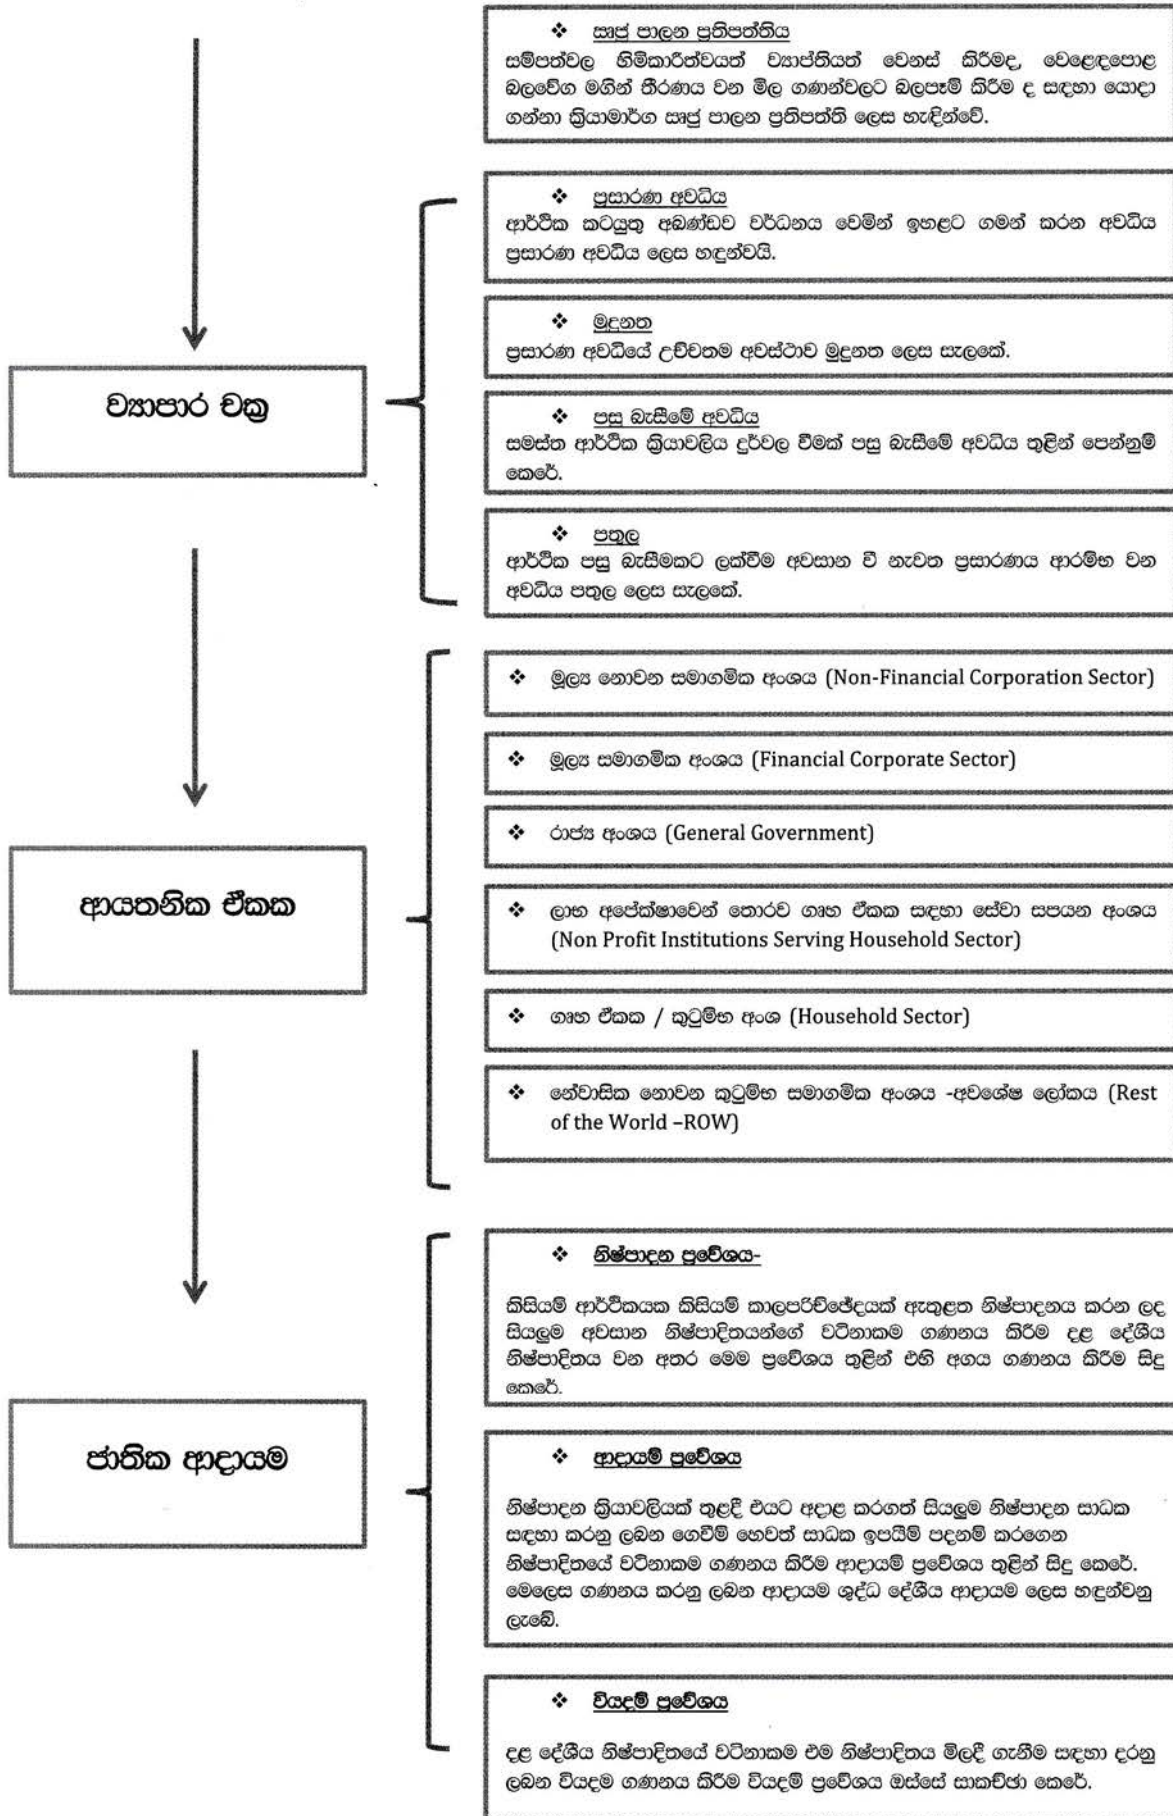 ❖ සෘජු පාලන ප්‍රතිපත්තිය
සම්පත්වල හිමිකාරීත්වයත් ව්‍යාප්තියත් වෙනස් කිරීමද, වෙළෙඳපොළ
බලවේග මගින් තීරණය වන මිල ගණන්වලට බලපෑම් කිරීම ද සඳහා යොදා
ගන්නා ක්‍රියාමාර්ග සෘජු පාලන ප්‍රතිපත්ති ලෙස හැඳින්වේ.
❖ ප්‍රසාරණ අවධිය
ආර්ථික කටයුතු අඛණ්ඩව වර්ධනය වෙමින් ඉහළට ගමන් කරන අවධිය
ප්‍රසාරණ අවධිය ලෙස හඳුන්වයි.
❖ මුදුනත
ප්‍රසාරණ අවධියේ උච්චතම අවස්ථාව මුදුනත ලෙස සැලකේ.
ව්‍යාපාර චක්‍ර
❖ පසු බැසීමේ අවධිය
සමස්ත ආර්ථික ක්‍රියාවලිය දුර්වල වීමක් පසු බැසීමේ අවධිය තුළින් පෙන්නුම්
කෙරේ.
❖ පතුල
ආර්ථික පසු බැසීමකට ලක්වීම අවසාන වී නැවත ප්‍රසාරණය ආරම්භ වන
අවධිය පතුල ලෙස සැලකේ.
❖ මූල්‍ය නොවන සමාගමික අංශය (Non-Financial Corporation Sector)
❖ මූල්‍ය සමාගමික අංශය (Financial Corporate Sector)
❖ රාජ්‍ය අංශය (General Government)
ආයතනික ඒකක
❖ ලාභ අපේක්ෂාවෙන් තොරව ගෘහ ඒකක සඳහා සේවා සපයන අංශය
(Non Profit Institutions Serving Household Sector)
❖ ගෘහ ඒකක / කුටුම්භ අංශ (Household Sector)
❖ නේවාසික නොවන කුටුම්භ සමාගමික අංශය -අවශේෂ ලෝකය (Rest
of the World –ROW)
❖ නිෂ්පාදන ප්‍රවේශය-
කිසියම් ආර්ථිකයක කිසියම් කාලපරිච්ඡේදයක් ඇතුළත නිෂ්පාදනය කරන ලද
සියලුම අවසාන නිෂ්පාදිතයන්ගේ වටිනාකම ගණනය කිරීම දළ දේශීය
නිෂ්පාදිතය වන අතර මෙම ප්‍රවේශය තුළින් එහි අගය ගණනය කිරීම සිදු
කෙරේ.
ජාතික ආදායම
❖ ආදායම් ප්‍රවේශය
නිෂ්පාදන ක්‍රියාවලියක් තුළදී එයට අදාළ කරගත් සියලුම නිෂ්පාදන සාධක
සඳහා කරනු ලබන ගෙවීම් හෙවත් සාධක ඉපයීම් පදනම් කරගෙන
නිෂ්පාදිතයේ වටිනාකම ගණනය කිරීම ආදායම් ප්‍රවේශය තුළින් සිදු කෙරේ.
මෙලෙස ගණනය කරනු ලබන ආදායම ශුද්ධ දේශීය ආදායම ලෙස හඳුන්වනු
ලැබේ.
❖ වියදම් ප්‍රවේශය
දළ දේශීය නිෂ්පාදිතයේ වටිනාකම එම නිෂ්පාදිතය මිලදී ගැනීම සඳහා දරනු
ලබන වියදම ගණනය කිරීම වියදම් ප්‍රවේශය ඔස්සේ සාකච්ඡා කෙරේ.